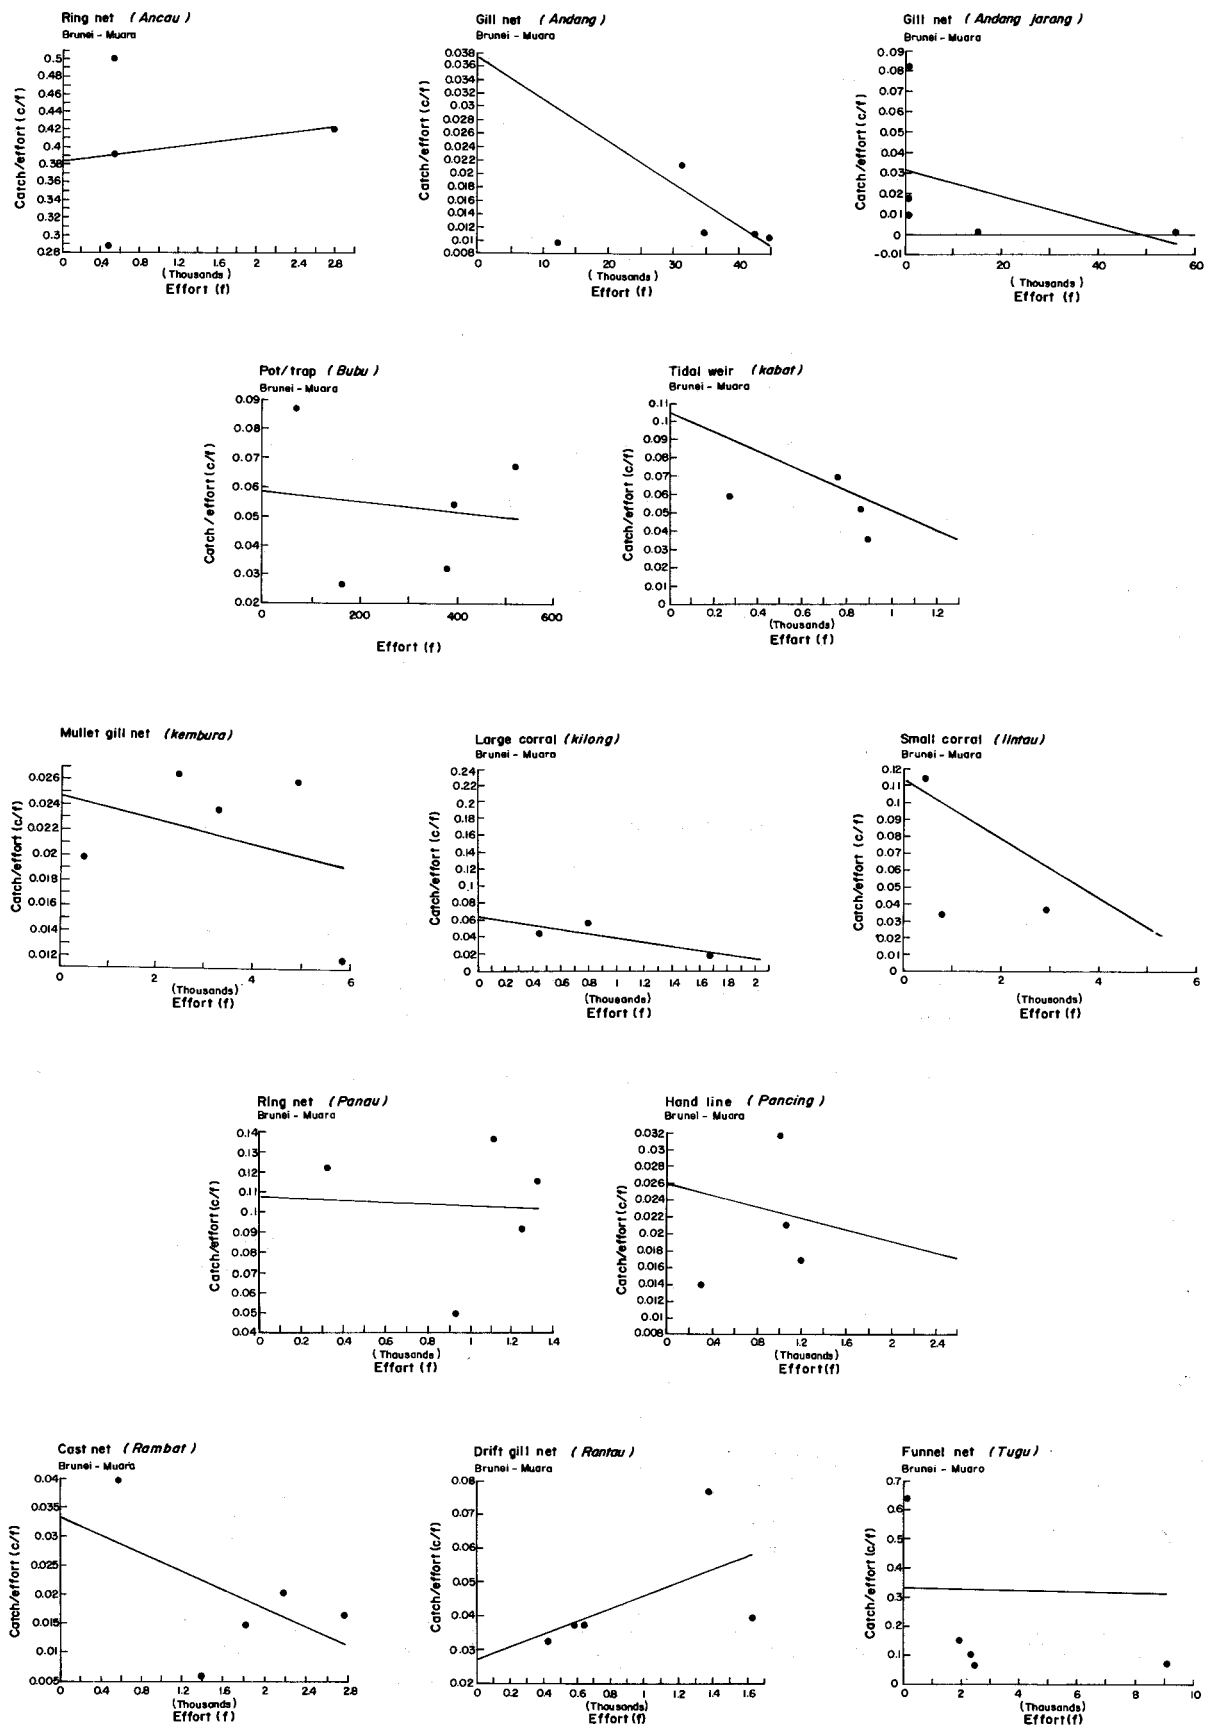 Ring net (Ancau)
Brunei - Muara
Catch/effort (c/f)
0.5
0.48
0.46
0.44
0.42
0.4
0.38
0.36
0.34
0.32
0.3
0.28
0 0.4 0.8 1.2 1.6 2 2.4 2.8
(Thousands)
Effort (f)
Gill net (Andang)
Brunei - Muara
Catch/effort (c/f)
0.038
0.036
0.034
0.032
0.03
0.028
0.026
0.024
0.022
0.02
0.018
0.016
0.014
0.012
0.01
0.008
0 10 20 30 40
(Thousands)
Effort (f)
Gill net (Andang jarang)
Brunei - Muara
Catch/effort (c/f)
0.09
0.08
0.07
0.06
0.05
0.04
0.03
0.02
0.01
0
-0.01
0 20 40 60
(Thousands)
Effort (f)
Pot/trap (Bubu)
Brunei - Muara
Catch/effort (c/f)
0.09
0.08
0.07
0.06
0.05
0.04
0.03
0.02
0 200 400 600
Effort (f)
Tidal weir (kabat)
Brunei - Muara
Catch/effort (c/f)
0.11
0.1
0.09
0.08
0.07
0.06
0.05
0.04
0.03
0.02
0.01
0
0 0.2 0.4 0.6 0.8 1 1.2
(Thousands)
Effort (f)
Mullet gill net (kembura)
Catch/effort (c/f)
0.026
0.024
0.022
0.02
0.018
0.016
0.014
0.012
0 2 4 6
(Thousands)
Effort (f)
Large corral (kilong)
Brunei - Muara
Catch/effort (c/f)
0.24
0.22
0.2
0.18
0.16
0.14
0.12
0.1
0.08
0.06
0.04
0.02
0
0 0.2 0.4 0.6 0.8 1 1.2 1.4 1.6 1.8 2
(Thousands)
Effort (f)
Small corral (lintau)
Brunei - Muara
Catch/effort (c/f)
0.12
0.11
0.1
0.09
0.08
0.07
0.06
0.05
0.04
0.03
0.02
0.01
0
0 2 4 6
(Thousands)
Effort (f)
Ring net (Panau)
Brunei - Muara
Catch/effort (c/f)
0.14
0.13
0.12
0.11
0.1
0.09
0.08
0.07
0.06
0.05
0.04
0 0.2 0.4 0.6 0.8 1 1.2 1.4
(Thousands)
Effort (f)
Hand line (Pancing)
Brunei - Muara
Catch/effort (c/f)
0.032
0.03
0.028
0.026
0.024
0.022
0.02
0.018
0.016
0.014
0.012
0.01
0.008
0 0.4 0.8 1.2 1.6 2 2.4
(Thousands)
Effort(f)
Cast net (Rambat)
Brunei - Muara
Catch/effort (c/f)
0.04
0.035
0.03
0.025
0.02
0.015
0.01
0.005
0 0.4 0.8 1.2 1.6 2 2.4 2.8
(Thousands)
Effort (f)
Drift gill net (Rantau)
Brunei - Muara
Catch/effort (c/f)
0.08
0.07
0.06
0.05
0.04
0.03
0.02
0 0.2 0.4 0.6 0.8 1 1.2 1.4 1.6
(Thousands)
Effort (f)
Funnel net (Tugu)
Brunei - Muara
Catch/effort (c/f)
0.7
0.6
0.5
0.4
0.3
0.2
0.1
0
0 2 4 6 8 10
(Thousands)
Effort(f)